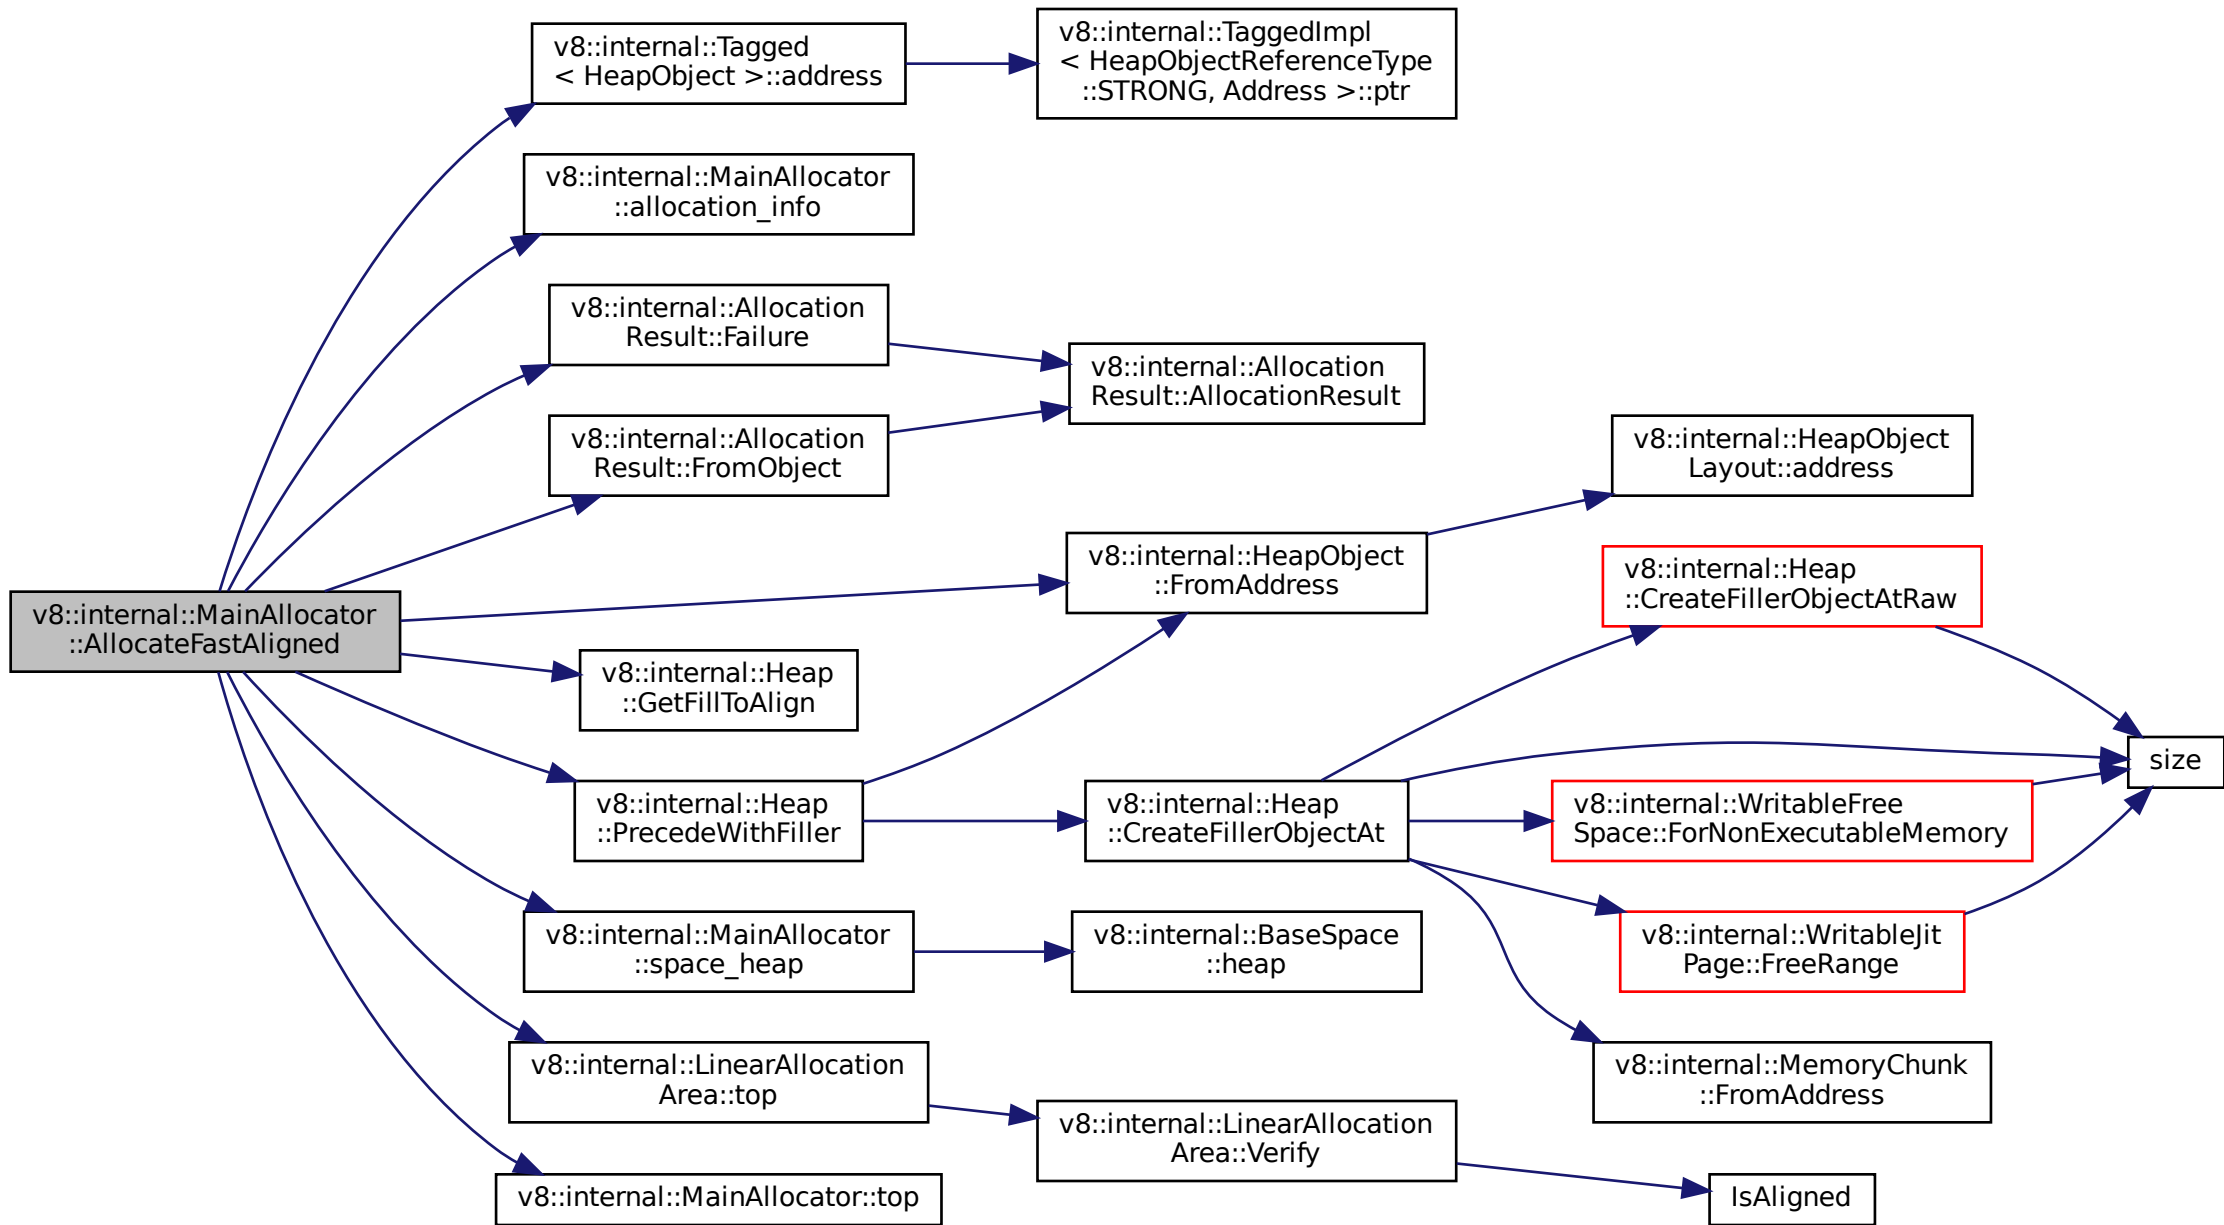 v8::internal::MainAllocator
::AllocateFastAligned
v8::internal::Tagged
< HeapObject >::address
v8::internal::TaggedImpl
< HeapObjectReferenceType
::STRONG, Address >::ptr
v8::internal::MainAllocator
::allocation_info
v8::internal::Allocation
Result::Failure
v8::internal::Allocation
Result::AllocationResult
v8::internal::Allocation
Result::FromObject
v8::internal::HeapObject
::FromAddress
v8::internal::HeapObject
Layout::address
v8::internal::Heap
::GetFillToAlign
v8::internal::Heap
::PrecedeWithFiller
v8::internal::Heap
::CreateFillerObjectAt
v8::internal::Heap
::CreateFillerObjectAtRaw
size
v8::internal::WritableFree
Space::ForNonExecutableMemory
v8::internal::WritableJit
Page::FreeRange
v8::internal::MemoryChunk
::FromAddress
v8::internal::MainAllocator
::space_heap
v8::internal::BaseSpace
::heap
v8::internal::LinearAllocation
Area::top
v8::internal::LinearAllocation
Area::Verify
IsAligned
v8::internal::MainAllocator::top